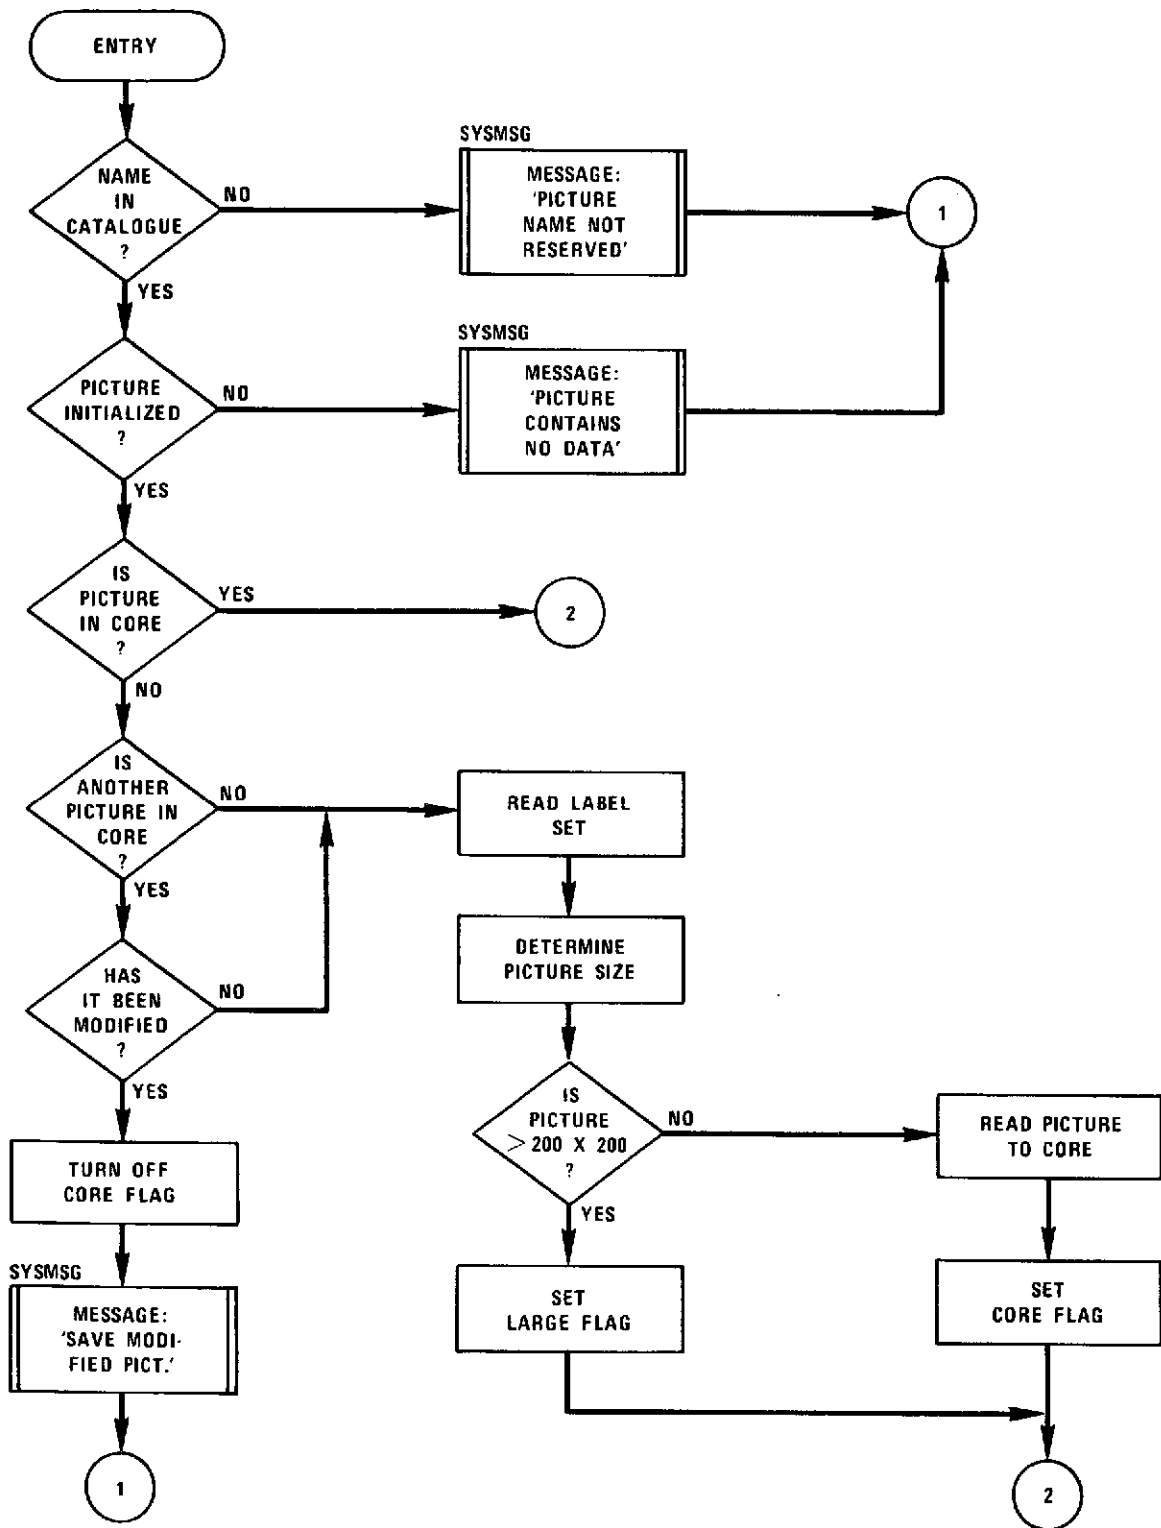 ENTRY
NAME
IN
CATALOGUE
?
NO
YES
SYSMSG
MESSAGE:
'PICTURE
NAME NOT
RESERVED'
1
PICTURE
INITIALIZED
?
NO
YES
SYSMSG
MESSAGE:
'PICTURE
CONTAINS
NO DATA'
IS
PICTURE
IN CORE
?
YES
NO
2
IS
ANOTHER
PICTURE IN
CORE
?
NO
YES
HAS
IT BEEN
MODIFIED
?
NO
YES
TURN OFF
CORE FLAG
SYSMSG
MESSAGE:
'SAVE MODI-
FIED PICT.'
1
READ LABEL
SET
DETERMINE
PICTURE SIZE
IS
PICTURE
> 200 X 200
?
NO
YES
SET
LARGE FLAG
READ PICTURE
TO CORE
SET
CORE FLAG
2